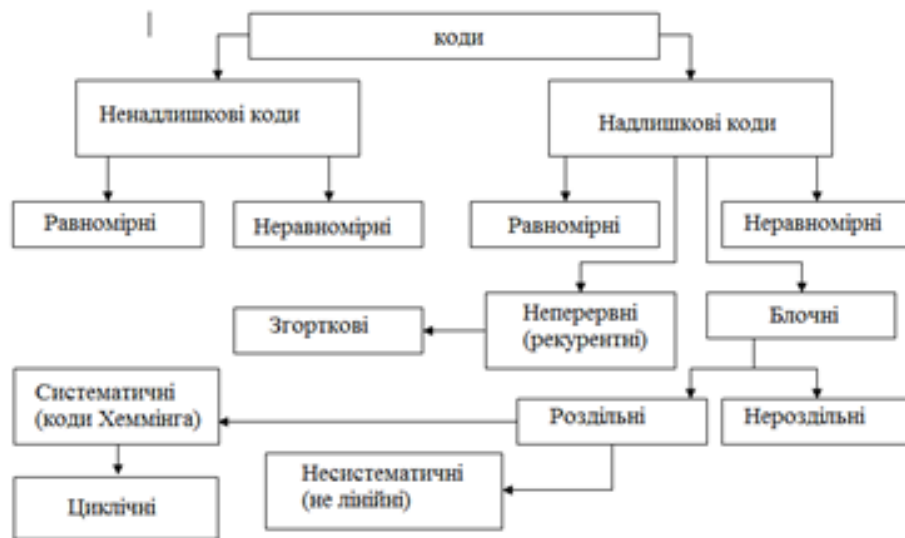 коди
Ненадлишкові коди
Надлишкові коди
Равномірні
Неравномірні
Равномірні
Неравномірні
Згорткові
Неперервні
(рекурентні)
Блочні
Систематичні
(коди Хеммінга)
Роздільні
Нероздільні
Несистематичні
(не лінійні)
Циклічні